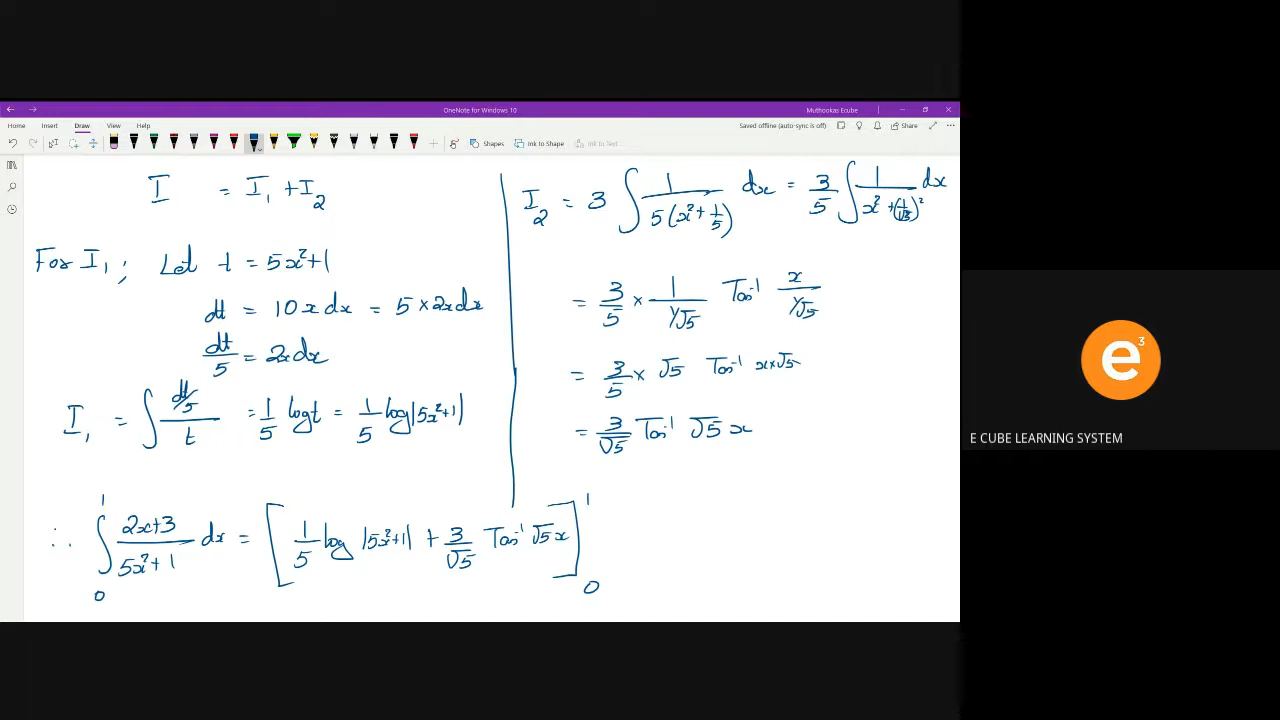 OneNote for Windows 10
Muthookas Ecube
Home Insert Draw View Help
Saved offline (auto-sync is off)
Share
Shapes
Ink to Shape
Ink to Text
I = I₁ + I₂
For I₁; Let t = 5x²+1
dt = 10x dx = 5 × 2x dx
dt/5 = 2x dx
I₁ = ∫ (dt/5)/t = 1/5 log t = 1/5 log|5x²+1|
I₂ = 3 ∫ 1/(5(x²+1/5)) dx = 3/5 ∫ 1/(x²+(1/√5)²) dx
= 3/5 × 1/(1/√5) Tan⁻¹ x/(1/√5)
= 3/5 × √5 Tan⁻¹ x×√5
= 3/√5 Tan⁻¹ √5 x
∴ ∫₀¹ (2x+3)/(5x²+1) dx = [1/5 log |5x²+1| + 3/√5 Tan⁻¹ √5x]₀¹
e³
E CUBE LEARNING SYSTEM